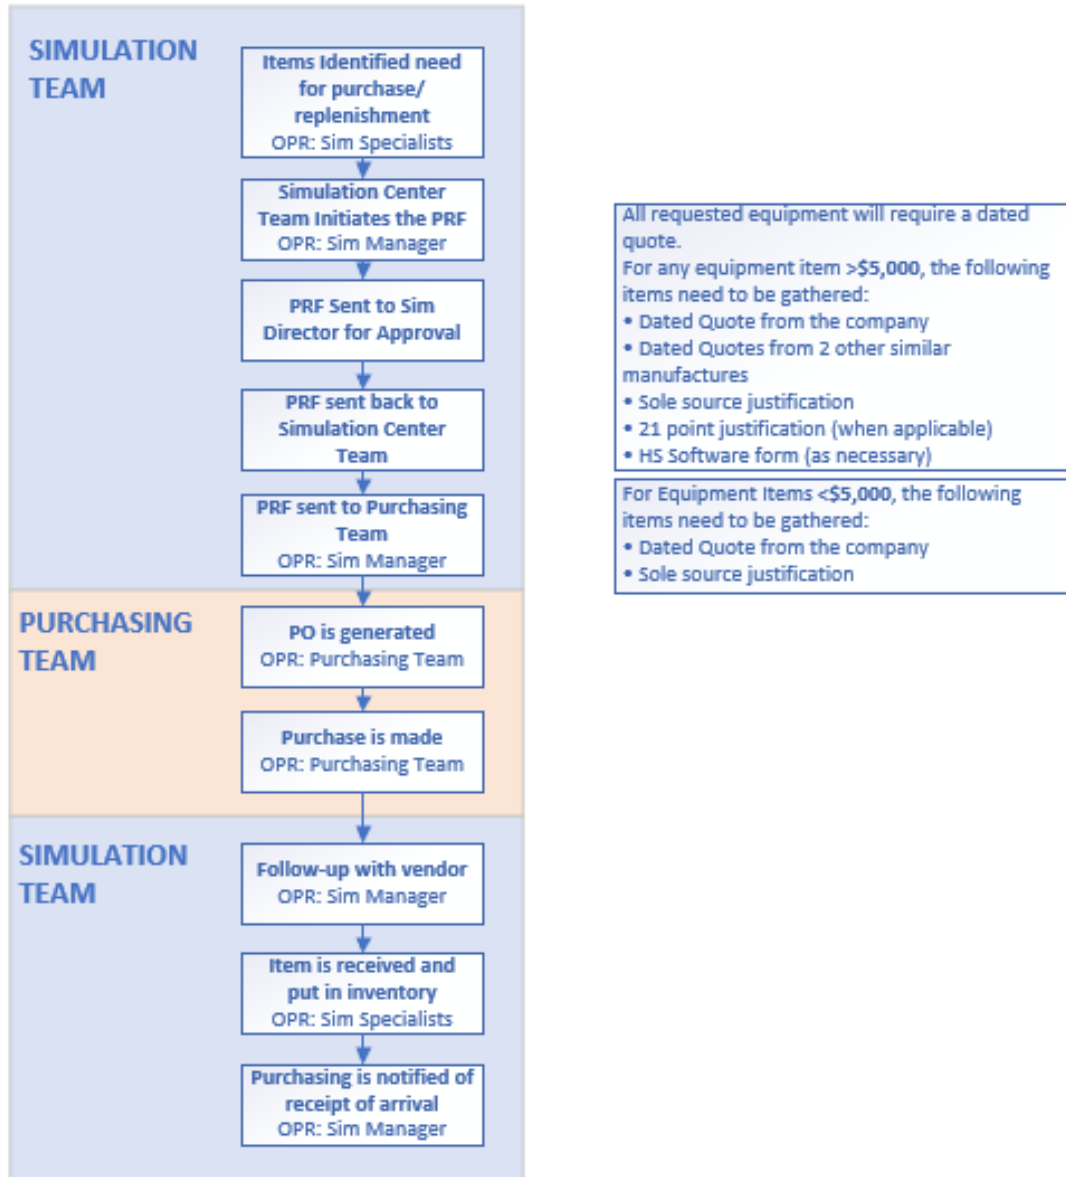 SIMULATION
TEAM
Items Identified need
for purchase/
replenishment
OPR: Sim Specialists
Simulation Center
Team Initiates the PRF
OPR: Sim Manager
PRF Sent to Sim
Director for Approval
PRF sent back to
Simulation Center
Team
PRF sent to Purchasing
Team
OPR: Sim Manager
PURCHASING
TEAM
PO is generated
OPR: Purchasing Team
Purchase is made
OPR: Purchasing Team
SIMULATION
TEAM
Follow-up with vendor
OPR: Sim Manager
Item is received and
put in inventory
OPR: Sim Specialists
Purchasing is notified of
receipt of arrival
OPR: Sim Manager
All requested equipment will require a dated
quote.
For any equipment item >$5,000, the following
items need to be gathered:
• Dated Quote from the company
• Dated Quotes from 2 other similar
manufactures
• Sole source justification
• 21 point justification (when applicable)
• HS Software form (as necessary)
For Equipment Items <$5,000, the following
items need to be gathered:
• Dated Quote from the company
• Sole source justification